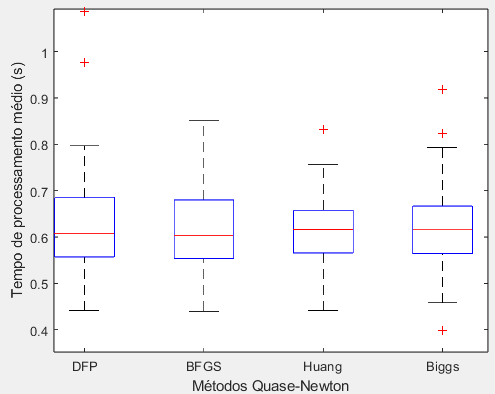 Tempo de processamento médio (s)
1
0.9
0.8
0.7
0.6
0.5
0.4
DFP
BFGS
Huang
Biggs
Métodos Quase-Newton